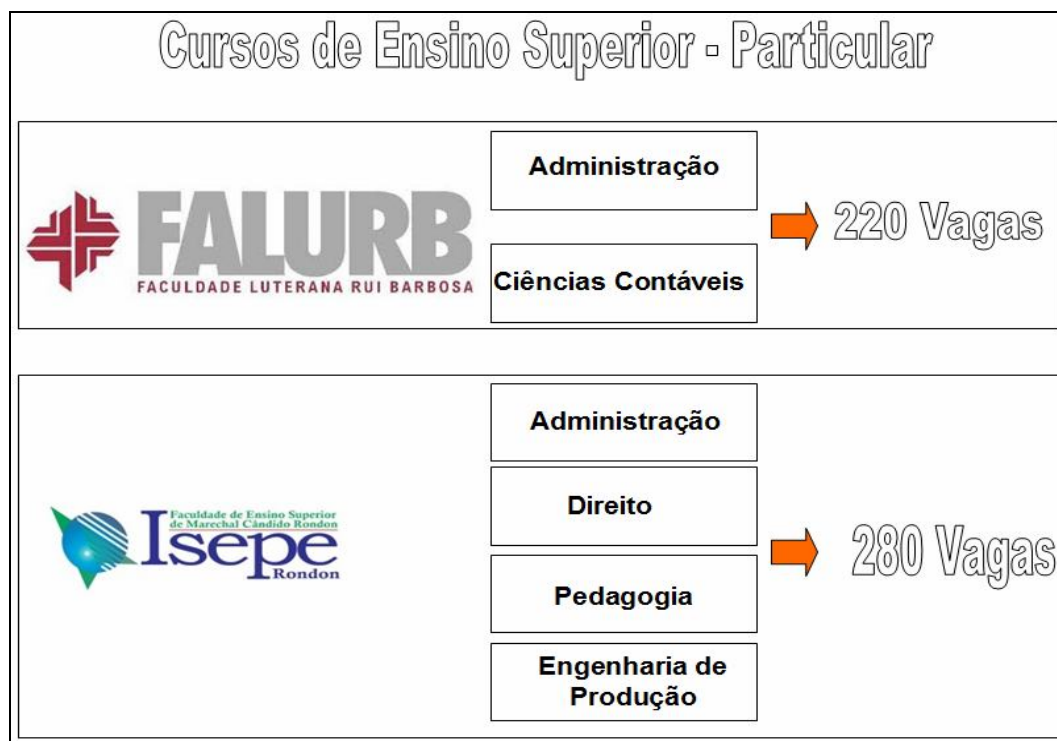 Cursos de Ensino Superior - Particular
FALURB
FACULDADE LUTERANA RUI BARBOSA
Administração
Ciências Contáveis
220 Vagas
Faculdade de Ensino Superior
de Marechal Cândido Rondon
Isepe
Rondon
Administração
Direito
Pedagogia
Engenharia de
Produção
280 Vagas